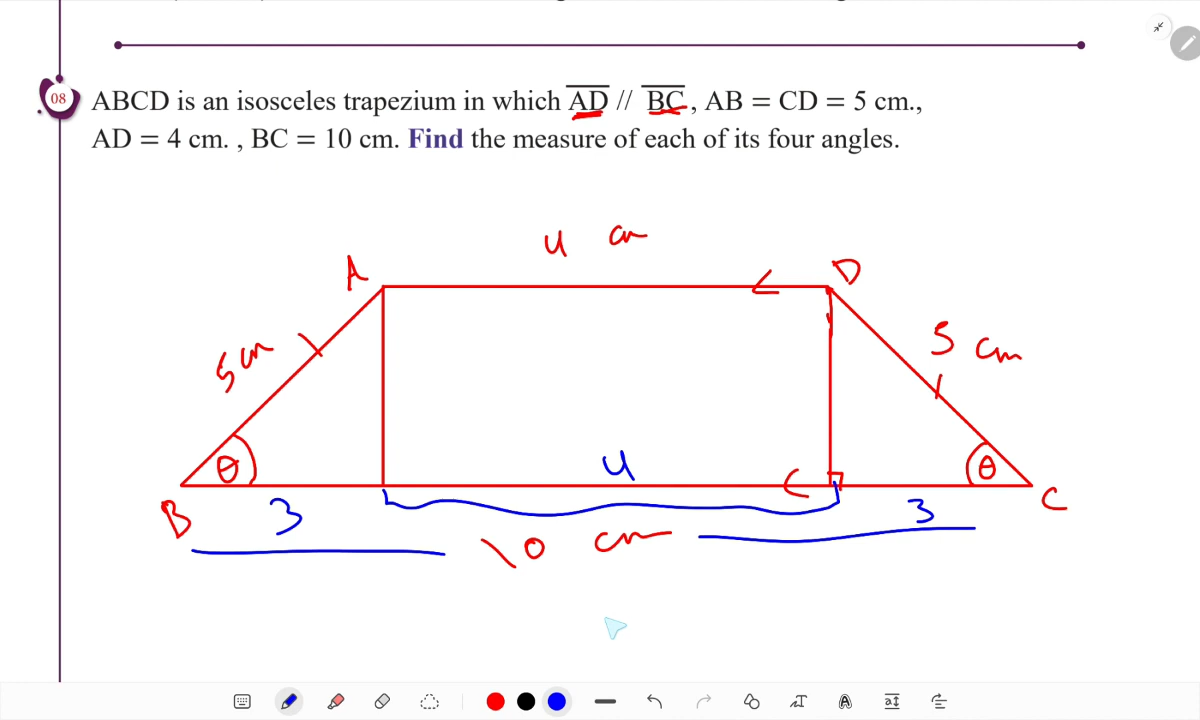 08 ABCD is an isosceles trapezium in which AD // BC, AB = CD = 5 cm.,
AD = 4 cm. , BC = 10 cm. Find the measure of each of its four angles.
4 cm
A D
5 cm 5 cm
θ 4 θ
B 3 3 C
10 cm